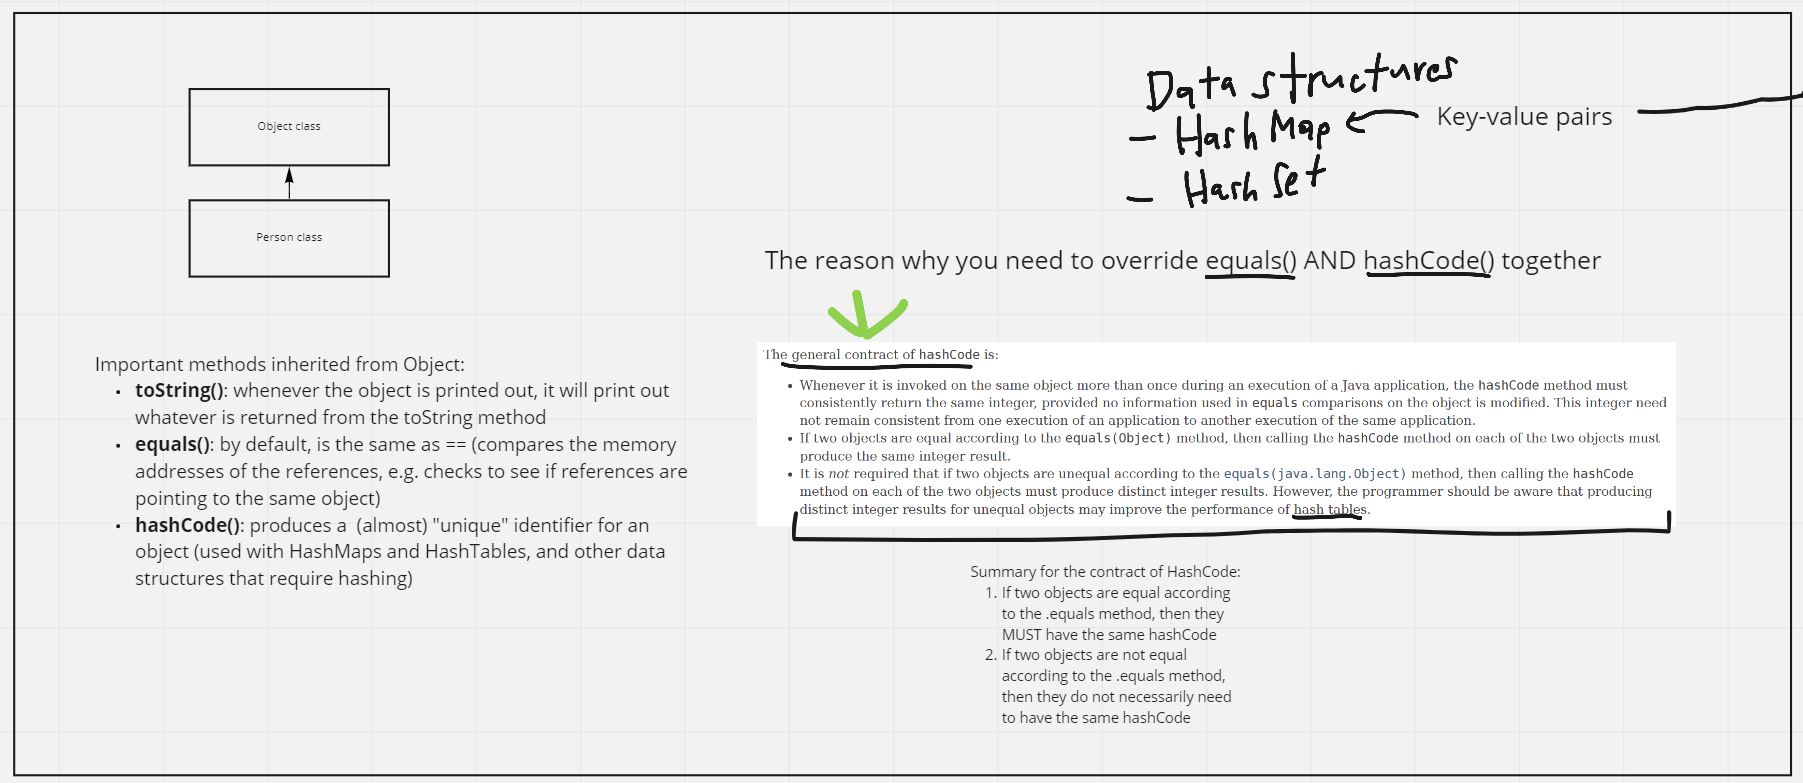 Object class
Person class
Important methods inherited from Object:
• toString(): whenever the object is printed out, it will print out
whatever is returned from the toString method
• equals(): by default, is the same as == (compares the memory
addresses of the references, e.g. checks to see if references are
pointing to the same object)
• hashCode(): produces a (almost) "unique" identifier for an
object (used with HashMaps and HashTables, and other data
structures that require hashing)
Data structures
- HashMap
Key-value pairs
- HashSet
The reason why you need to override equals() AND hashCode() together
The general contract of hashCode is:
• Whenever it is invoked on the same object more than once during an execution of a Java application, the hashCode method must
consistently return the same integer, provided no information used in equals comparisons on the object is modified. This integer need
not remain consistent from one execution of an application to another execution of the same application.
• If two objects are equal according to the equals(Object) method, then calling the hashCode method on each of the two objects must
produce the same integer result.
• It is not required that if two objects are unequal according to the equals(java.lang.Object) method, then calling the hashCode
method on each of the two objects must produce distinct integer results. However, the programmer should be aware that producing
distinct integer results for unequal objects may improve the performance of hash tables.
Summary for the contract of HashCode:
1. If two objects are equal according
to the .equals method, then they
MUST have the same hashCode
2. If two objects are not equal
according to the .equals method,
then they do not necessarily need
to have the same hashCode